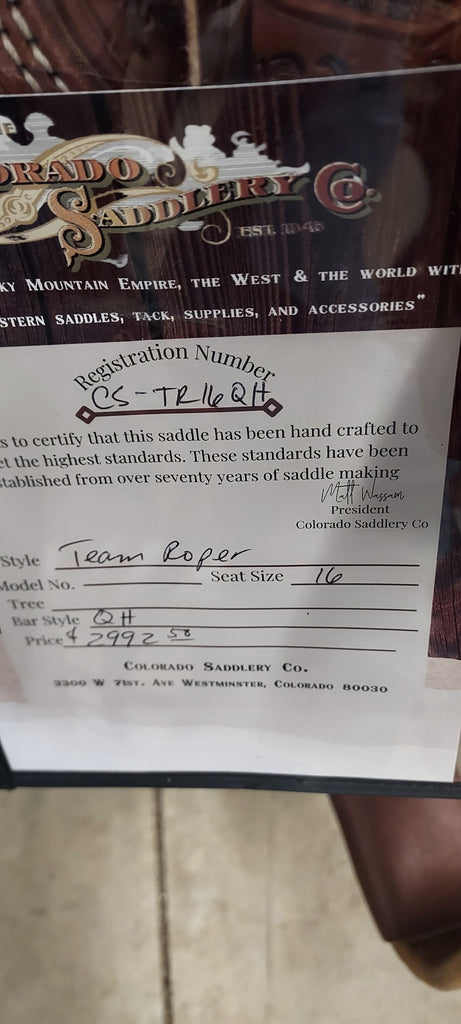 ORADO
SADDLERY CO.
EST. 1945
KY MOUNTAIN EMPIRE, THE WEST & THE WORLD WIT
STERN SADDLES, TACK, SUPPLIES, AND ACCESSORIES"
Registration Number
CS-TR16QH
s to certify that this saddle has been hand crafted to
et the highest standards. These standards have been
stablished from over seventy years of saddle making
Matt Wassam
President
Colorado Saddlery Co
Style Team Roper
Model No. Seat Size 16
Tree
Bar Style QH
Price $ 2992 50
COLORADO SADDLERY CO.
3300 W 71ST. AVE WESTMINSTER, COLORADO 80030